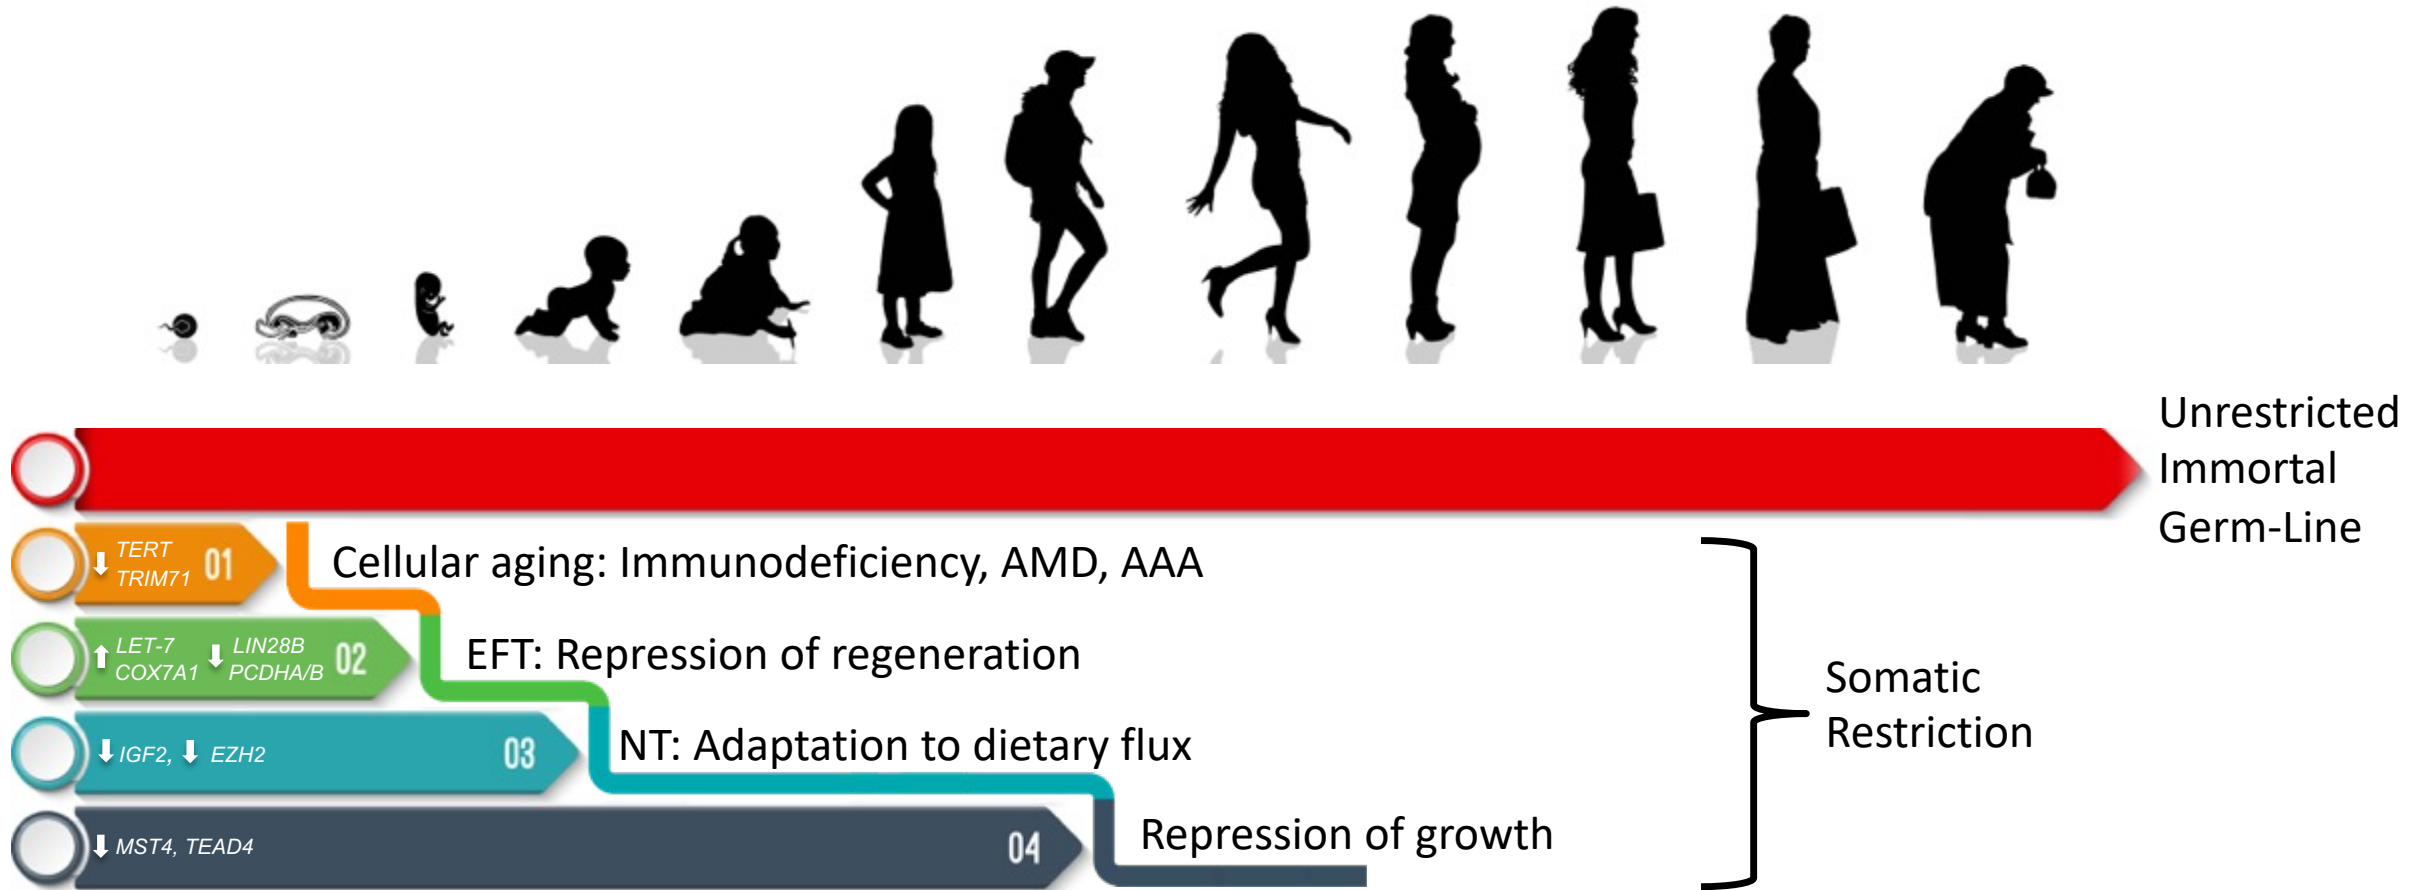 Unrestricted
Immortal
Germ-Line
⬇ TERT
TRIM71
01
Cellular aging: Immunodeficiency, AMD, AAA
⬆ LET-7 ⬇ LIN28B
COX7A1 PCDHA/B
02
EFT: Repression of regeneration
⬇ IGF2, ⬇ EZH2
03
NT: Adaptation to dietary flux
⬇ MST4, TEAD4
04
Repression of growth
Somatic
Restriction